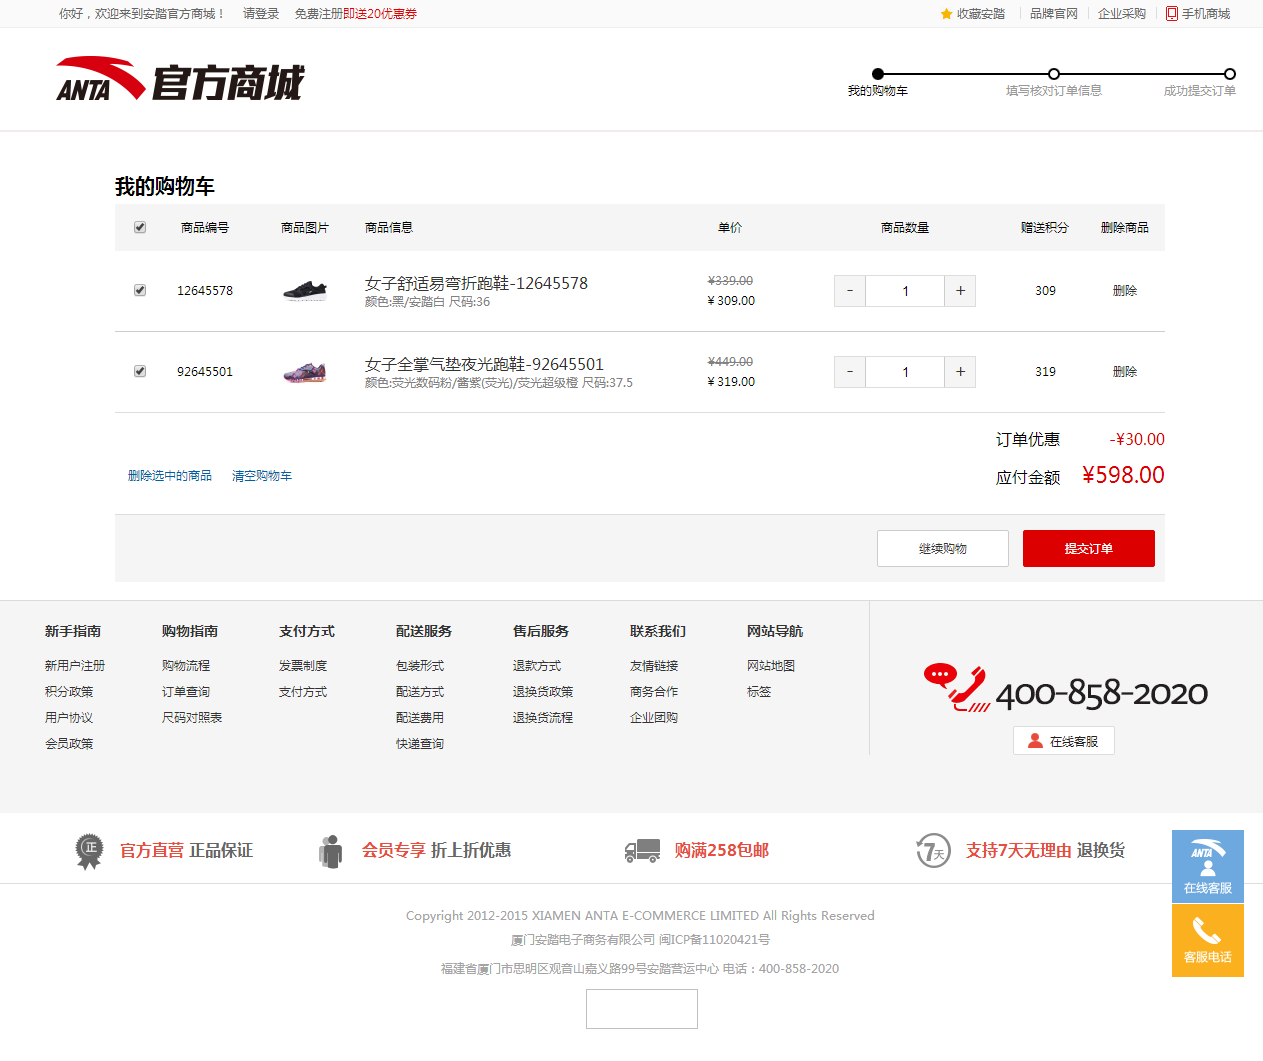 你好，欢迎来到安踏官方商城！ 请登录 免费注册即送20优惠券 收藏安踏 品牌官网 企业采购 手机商城
ANTA 官方商城
我的购物车 填写核对订单信息 成功提交订单
我的购物车
商品编号 商品图片 商品信息 单价 商品数量 赠送积分 删除商品
12645578 女子舒适易弯折跑鞋-12645578 ¥339.00 - 1 + 309 删除
颜色:黑/安踏白 尺码:36 ¥ 309.00
92645501 女子全掌气垫夜光跑鞋-92645501 ¥449.00 - 1 + 319 删除
颜色:荧光数码粉/酱紫(荧光)/荧光超级橙 尺码:37.5 ¥ 319.00
订单优惠 -¥30.00
删除选中的商品 清空购物车 应付金额 ¥598.00
继续购物 提交订单
新手指南 购物指南 支付方式 配送服务 售后服务 联系我们 网站导航
新用户注册 购物流程 发票制度 包装形式 退款方式 友情链接 网站地图
积分政策 订单查询 支付方式 配送方式 退换货政策 商务合作 标签
用户协议 尺码对照表 配送费用 退换货流程 企业团购
会员政策 快递查询
400-858-2020
在线客服
正 官方直营 正品保证 会员专享 折上折优惠 购满258包邮 7天 支持7天无理由 退换货
ANTA
在线客服
客服电话
Copyright 2012-2015 XIAMEN ANTA E-COMMERCE LIMITED All Rights Reserved
厦门安踏电子商务有限公司 闽ICP备11020421号
福建省厦门市思明区观音山嘉义路99号安踏营运中心 电话：400-858-2020